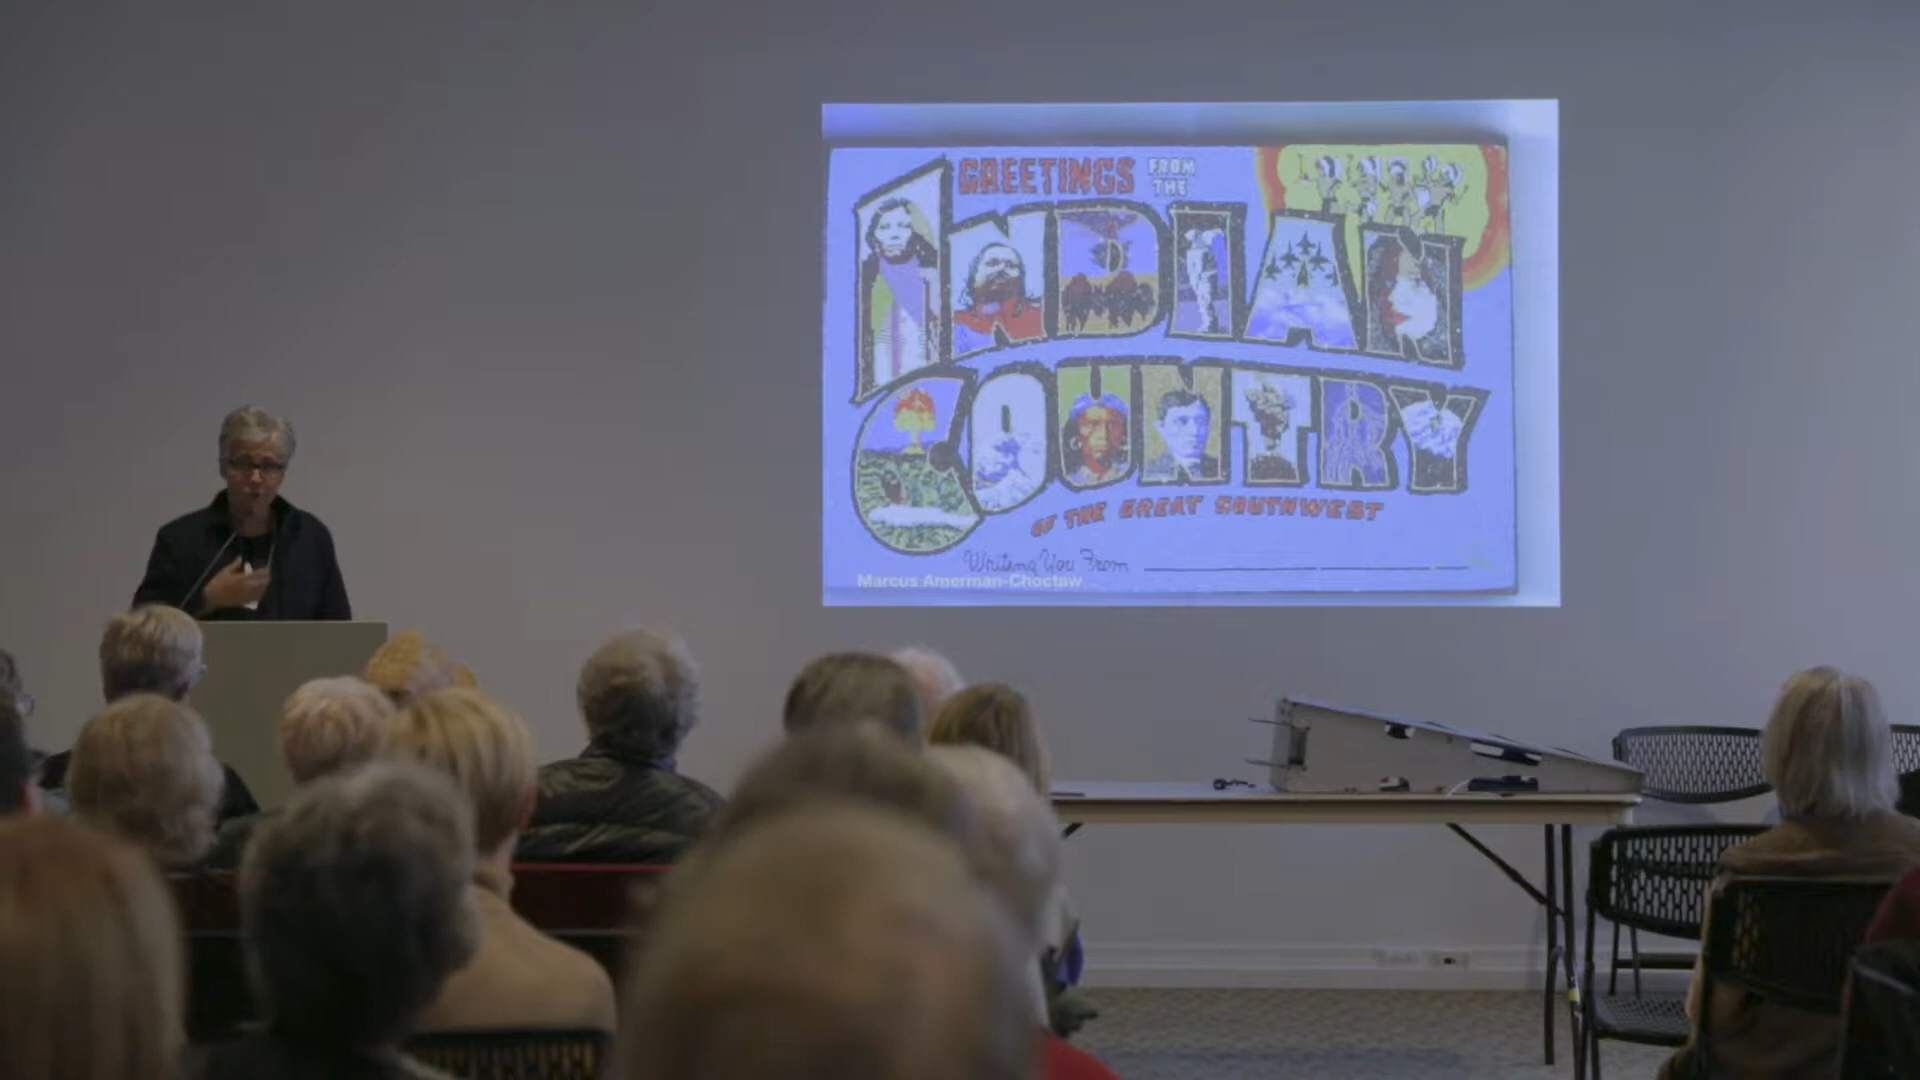 GREETINGS FROM THE
INDIAN
COUNTRY
OF THE GREAT SOUTHWEST
Writing You From
Marcus Amerman-Choctaw